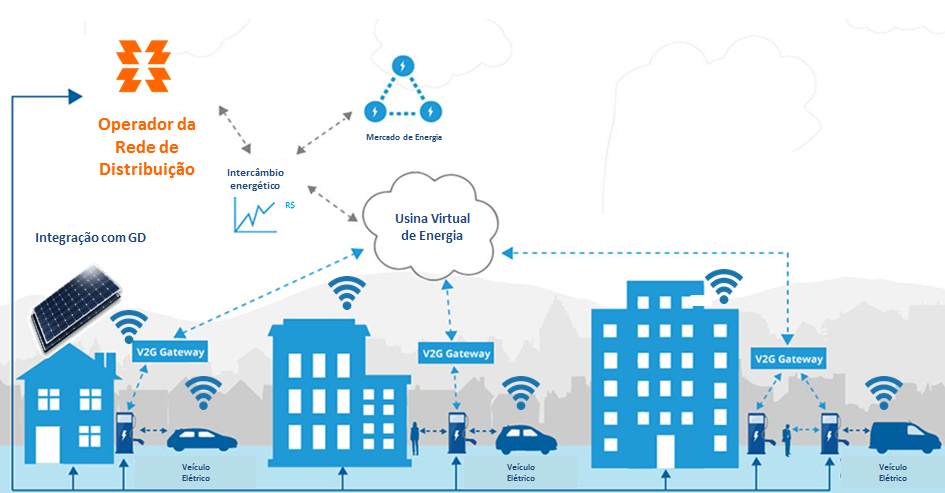 Operador da
Rede de
Distribuição
Mercado de Energia
Intercâmbio
energético
R$
Usina Virtual
de Energia
Integração com GD
V2G Gateway
V2G Gateway
V2G Gateway
Veículo
Elétrico
Veículo
Elétrico
Veículo
Elétrico